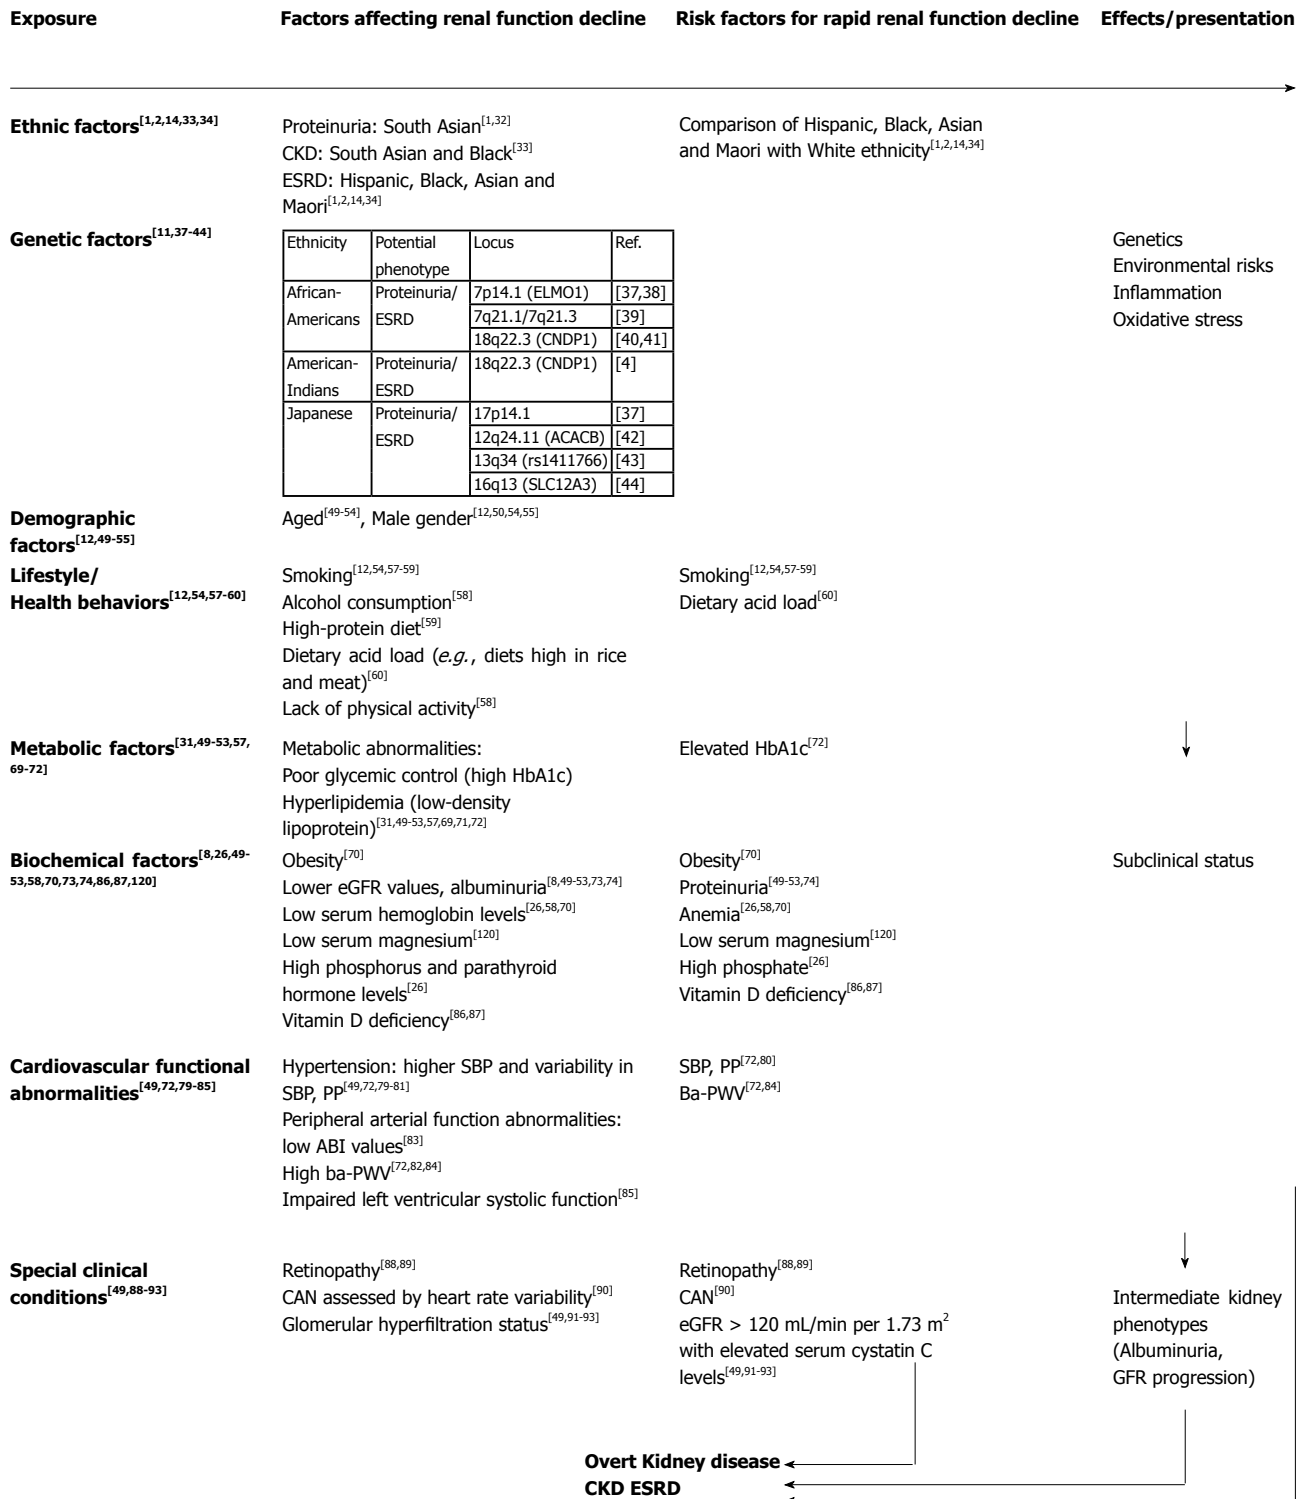 Exposure Factors affecting renal function decline Risk factors for rapid renal function decline Effects/presentation
Ethnic factors[1,2,14,33,34]
Proteinuria: South Asian[1,32]
CKD: South Asian and Black[33]
ESRD: Hispanic, Black, Asian and
Maori[1,2,14,34]
Comparison of Hispanic, Black, Asian
and Maori with White ethnicity[1,2,14,34]
Genetic factors[11,37-44]
Ethnicity Potential phenotype Locus Ref.
African-Americans Proteinuria/ESRD 7p14.1 (ELMO1) [37,38]
7q21.1/7q21.3 [39]
18q22.3 (CNDP1) [40,41]
American-Indians Proteinuria/ESRD 18q22.3 (CNDP1) [4]
Japanese Proteinuria/ESRD 17p14.1 [37]
12q24.11 (ACACB) [42]
13q34 (rs1411766) [43]
16q13 (SLC12A3) [44]
Genetics
Environmental risks
Inflammation
Oxidative stress
Demographic
factors[12,49-55]
Aged[49-54], Male gender[12,50,54,55]
Lifestyle/
Health behaviors[12,54,57-60]
Smoking[12,54,57-59]
Alcohol consumption[58]
High-protein diet[59]
Dietary acid load (e.g., diets high in rice
and meat)[60]
Lack of physical activity[58]
Smoking[12,54,57-59]
Dietary acid load[60]
Metabolic factors[31,49-53,57,
69-72]
Metabolic abnormalities:
Poor glycemic control (high HbA1c)
Hyperlipidemia (low-density
lipoprotein)[31,49-53,57,69,71,72]
Elevated HbA1c[72]
Biochemical factors[8,26,49-
53,58,70,73,74,86,87,120]
Obesity[70]
Lower eGFR values, albuminuria[8,49-53,73,74]
Low serum hemoglobin levels[26,58,70]
Low serum magnesium[120]
High phosphorus and parathyroid
hormone levels[26]
Vitamin D deficiency[86,87]
Obesity[70]
Proteinuria[49-53,74]
Anemia[26,58,70]
Low serum magnesium[120]
High phosphate[26]
Vitamin D deficiency[86,87]
Subclinical status
Cardiovascular functional
abnormalities[49,72,79-85]
Hypertension: higher SBP and variability in
SBP, PP[49,72,79-81]
Peripheral arterial function abnormalities:
low ABI values[83]
High ba-PWV[72,82,84]
Impaired left ventricular systolic function[85]
SBP, PP[72,80]
Ba-PWV[72,84]
Special clinical
conditions[49,88-93]
Retinopathy[88,89]
CAN assessed by heart rate variability[90]
Glomerular hyperfiltration status[49,91-93]
Retinopathy[88,89]
CAN[90]
eGFR > 120 mL/min per 1.73 m2
with elevated serum cystatin C
levels[49,91-93]
Intermediate kidney
phenotypes
(Albuminuria,
GFR progression)
Overt Kidney disease
CKD ESRD